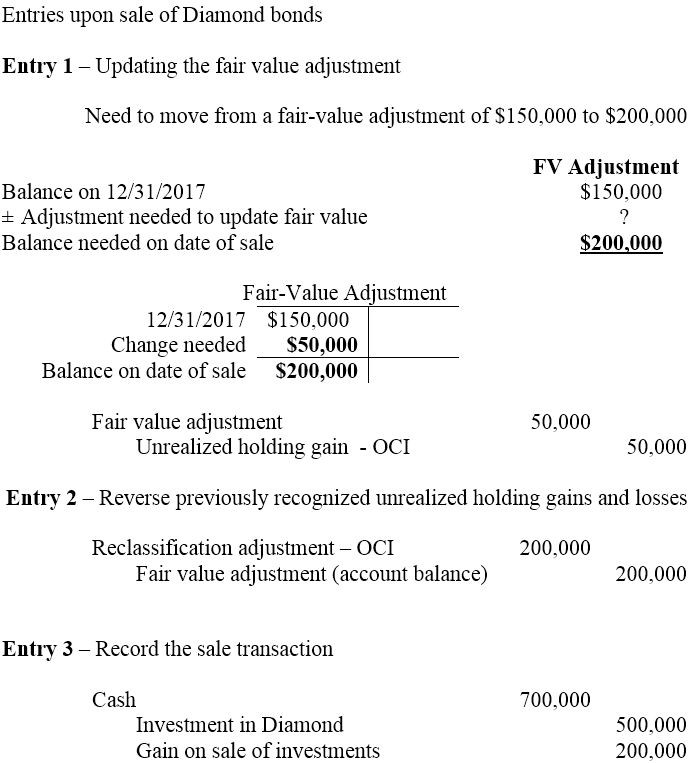 Entries upon sale of Diamond bonds
Entry 1 – Updating the fair value adjustment
Need to move from a fair-value adjustment of $150,000 to $200,000
FV Adjustment
Balance on 12/31/2017 $150,000
± Adjustment needed to update fair value ?
Balance needed on date of sale $200,000
Fair-Value Adjustment
12/31/2017 $150,000
Change needed $50,000
Balance on date of sale $200,000
Fair value adjustment 50,000
Unrealized holding gain - OCI 50,000
Entry 2 – Reverse previously recognized unrealized holding gains and losses
Reclassification adjustment – OCI 200,000
Fair value adjustment (account balance) 200,000
Entry 3 – Record the sale transaction
Cash 700,000
Investment in Diamond 500,000
Gain on sale of investments 200,000